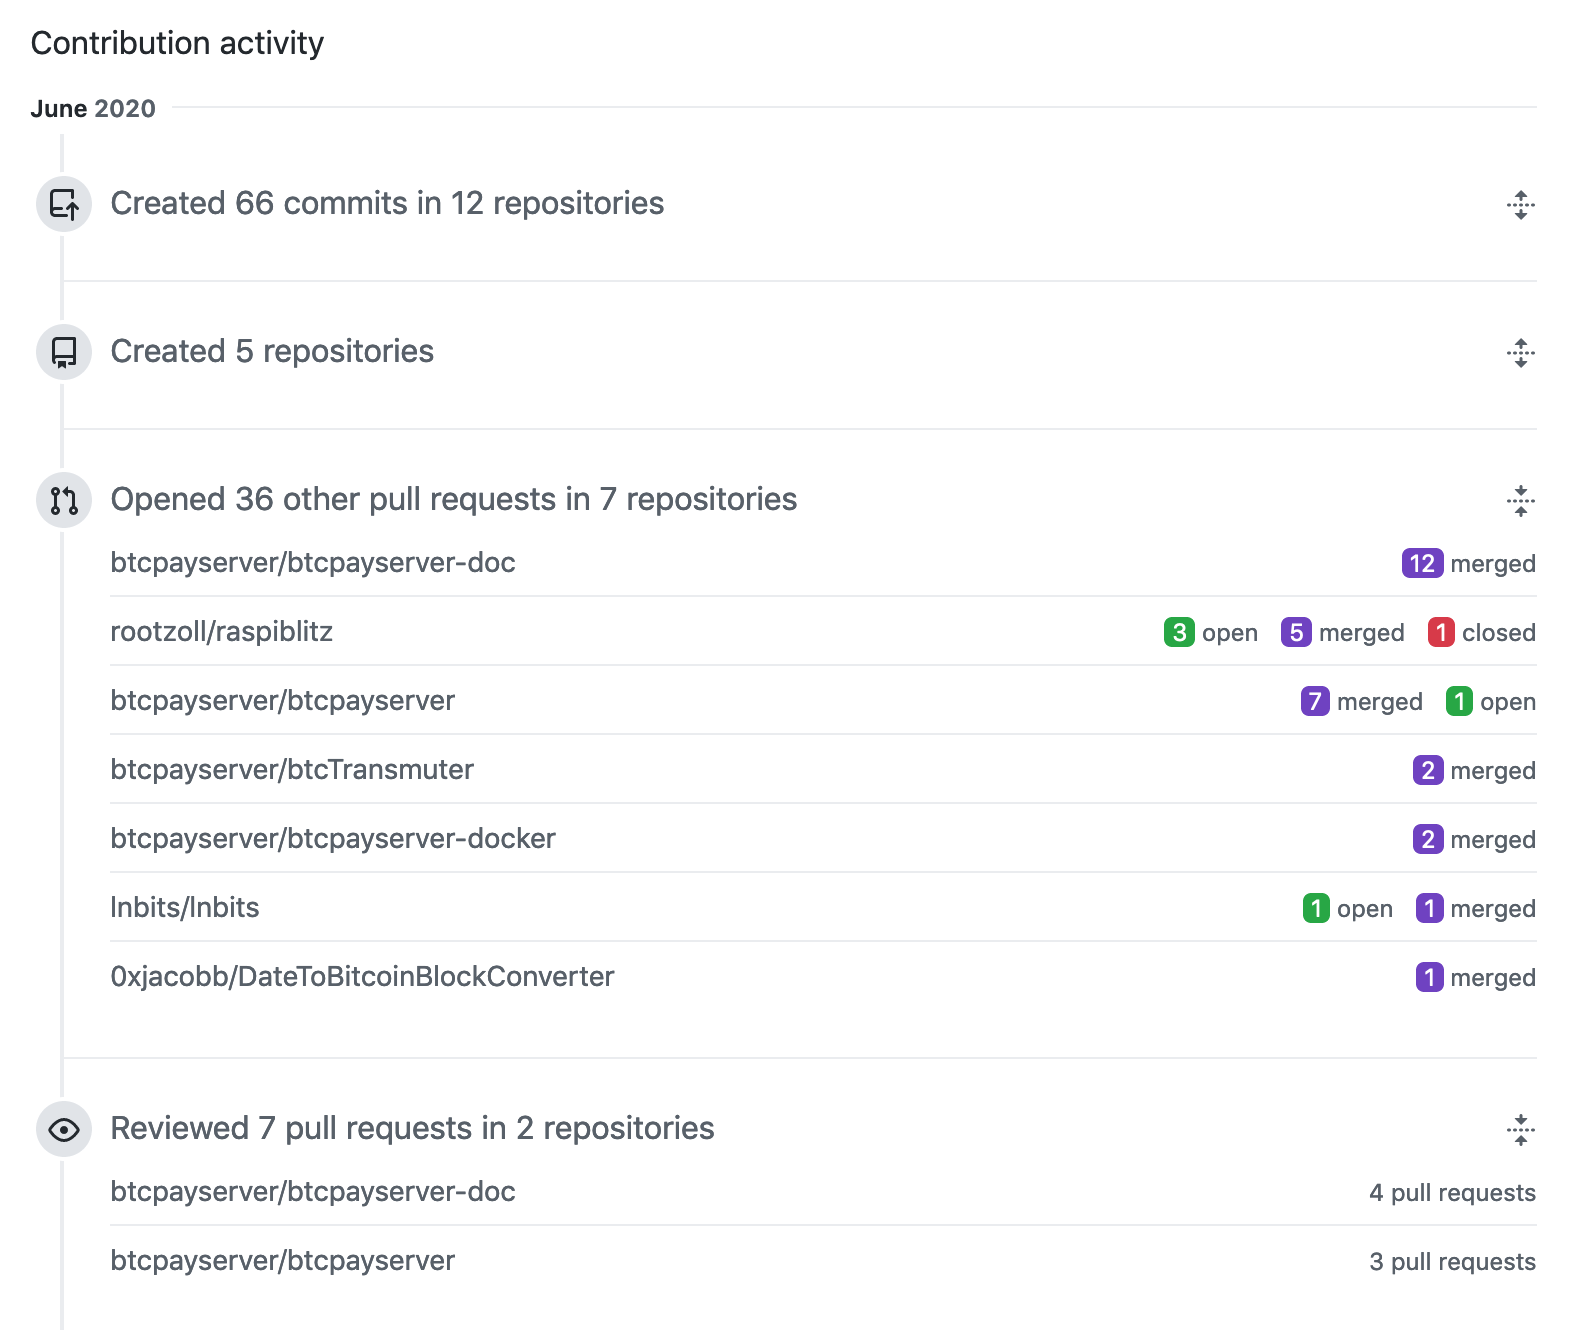 Contribution activity
June 2020
Created 66 commits in 12 repositories
Created 5 repositories
Opened 36 other pull requests in 7 repositories
btcpayserver/btcpayserver-doc 12 merged
rootzoll/raspiblitz 3 open 5 merged 1 closed
btcpayserver/btcpayserver 7 merged 1 open
btcpayserver/btcTransmuter 2 merged
btcpayserver/btcpayserver-docker 2 merged
lnbits/lnbits 1 open 1 merged
0xjacobb/DateToBitcoinBlockConverter 1 merged
Reviewed 7 pull requests in 2 repositories
btcpayserver/btcpayserver-doc 4 pull requests
btcpayserver/btcpayserver 3 pull requests